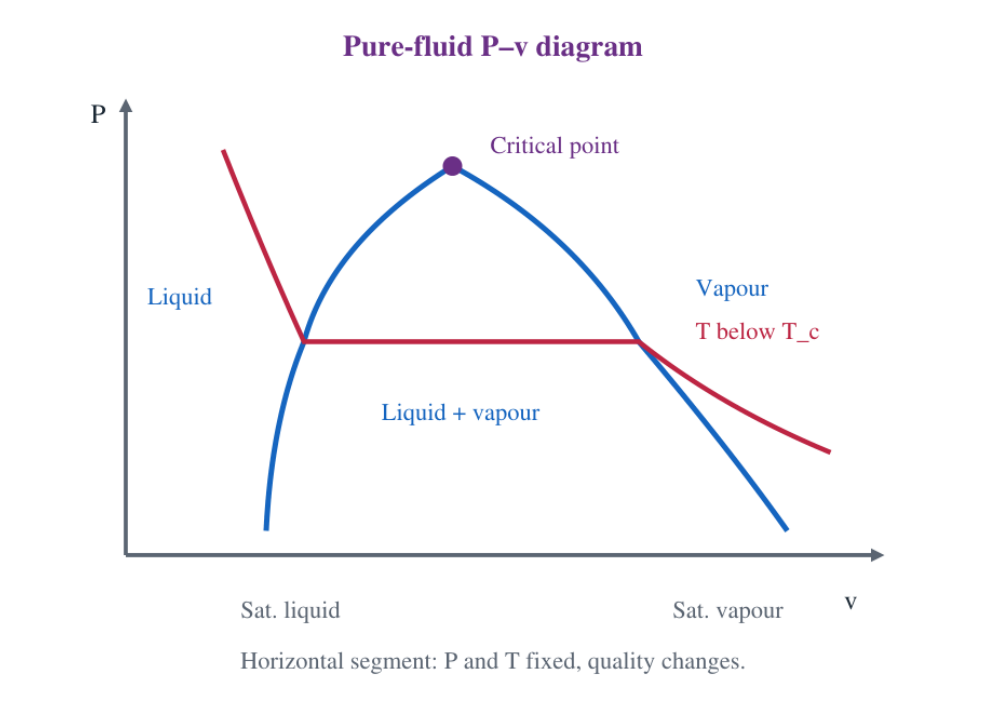 Pure-fluid P–v diagram
P
Critical point
Liquid
Vapour
T below T_c
Liquid + vapour
v
Sat. liquid
Sat. vapour
Horizontal segment: P and T fixed, quality changes.